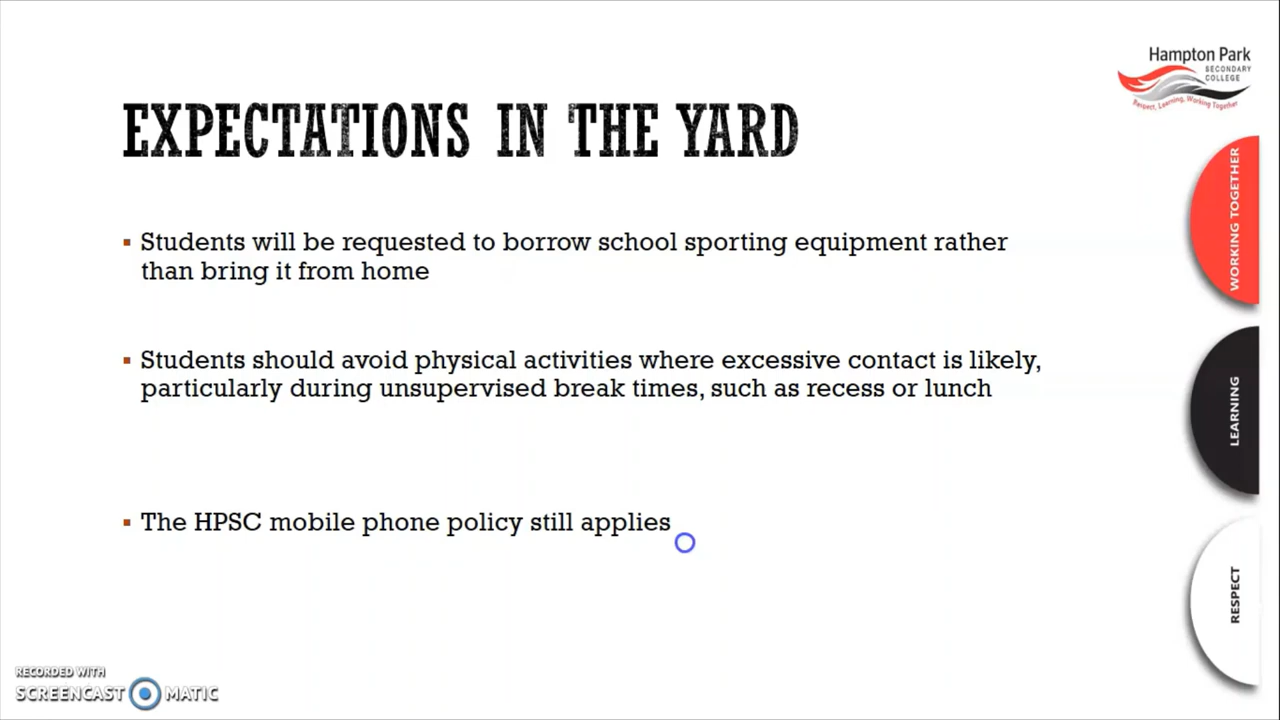 Hampton Park
SECONDARY
COLLEGE
Respect, Learning, Working Together
EXPECTATIONS IN THE YARD
▪ Students will be requested to borrow school sporting equipment rather
than bring it from home
▪ Students should avoid physical activities where excessive contact is likely,
particularly during unsupervised break times, such as recess or lunch
▪ The HPSC mobile phone policy still applies
WORKING TOGETHER
LEARNING
RESPECT
RECORDED WITH
SCREENCAST MATIC